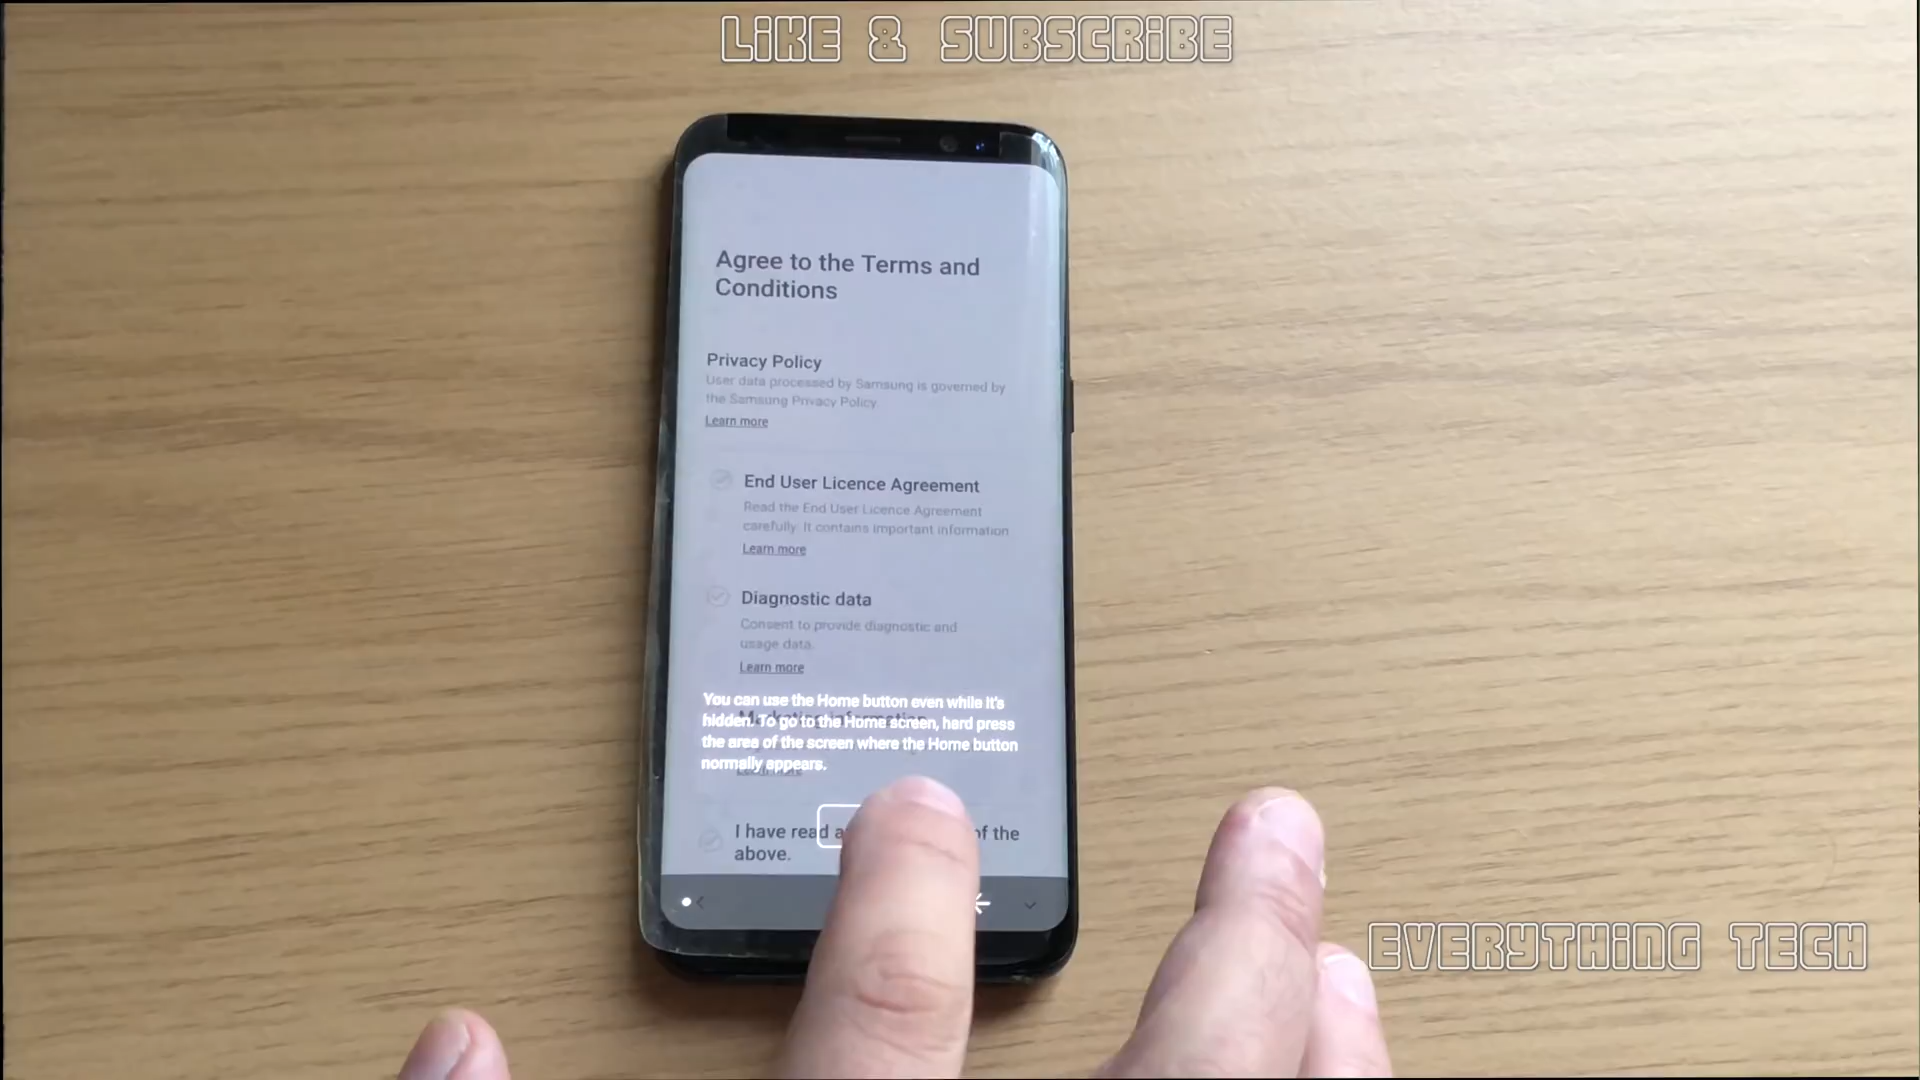 LiKE & SUBSCRiBE
Agree to the Terms and
Conditions
Privacy Policy
User data processed by Samsung is governed by
the Samsung Privacy Policy.
Learn more
End User Licence Agreement
Read the End User Licence Agreement
carefully. It contains important information.
Learn more
Diagnostic data
Consent to provide diagnostic and
usage data.
Learn more
You can use the Home button even while it's
hidden. To go to the Home screen, hard press
the area of the screen where the Home button
normally appears.
Marketing information
I have read a
of the
above.
EVERYTHING TECH